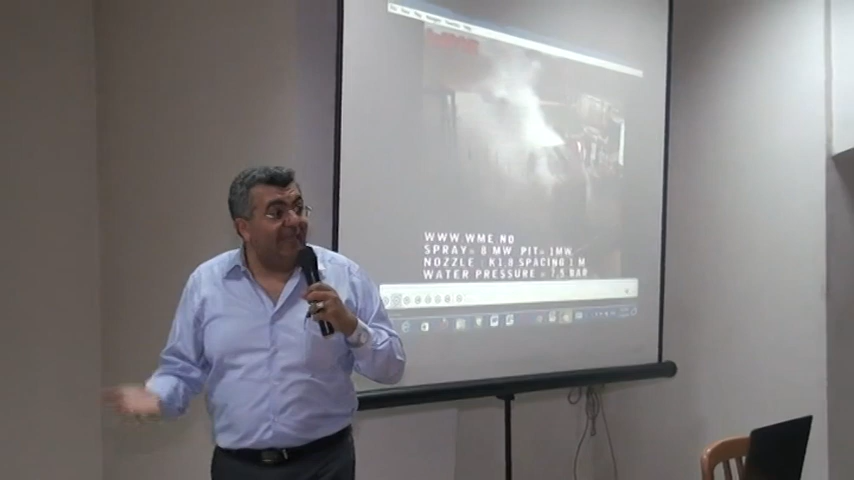 WWW.WME.NO
SPRAY= 8 MW PIT= 1MW
NOZZLE : K1.8 SPACING 1 M
WATER PRESSURE = 7,5 BAR